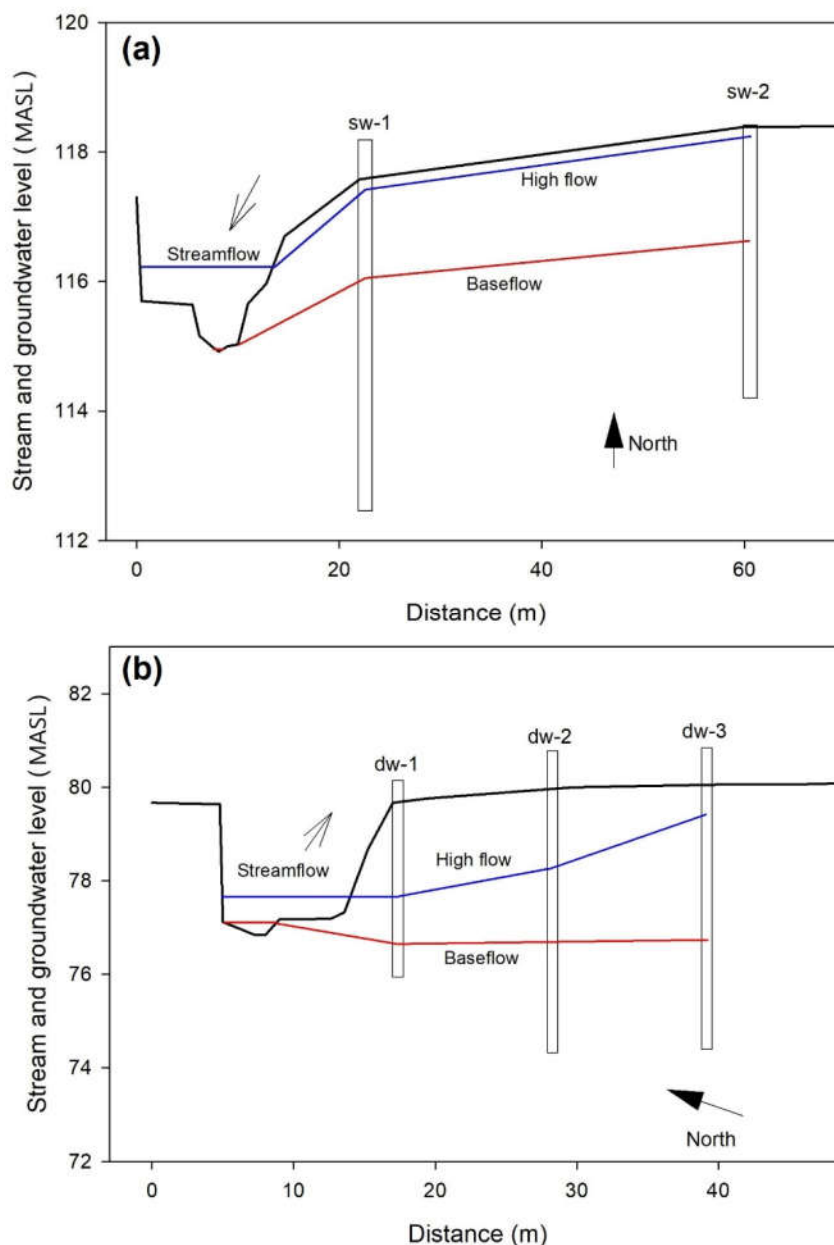 (a)
Stream and groundwater level ( MASL)
120
118
116
114
112
sw-1
sw-2
High flow
Streamflow
Baseflow
North
0
20
40
60
Distance (m)
(b)
Stream and groundwater level ( MASL)
82
80
78
76
74
72
dw-1
dw-2
dw-3
Streamflow
High flow
Baseflow
North
0
10
20
30
40
Distance (m)